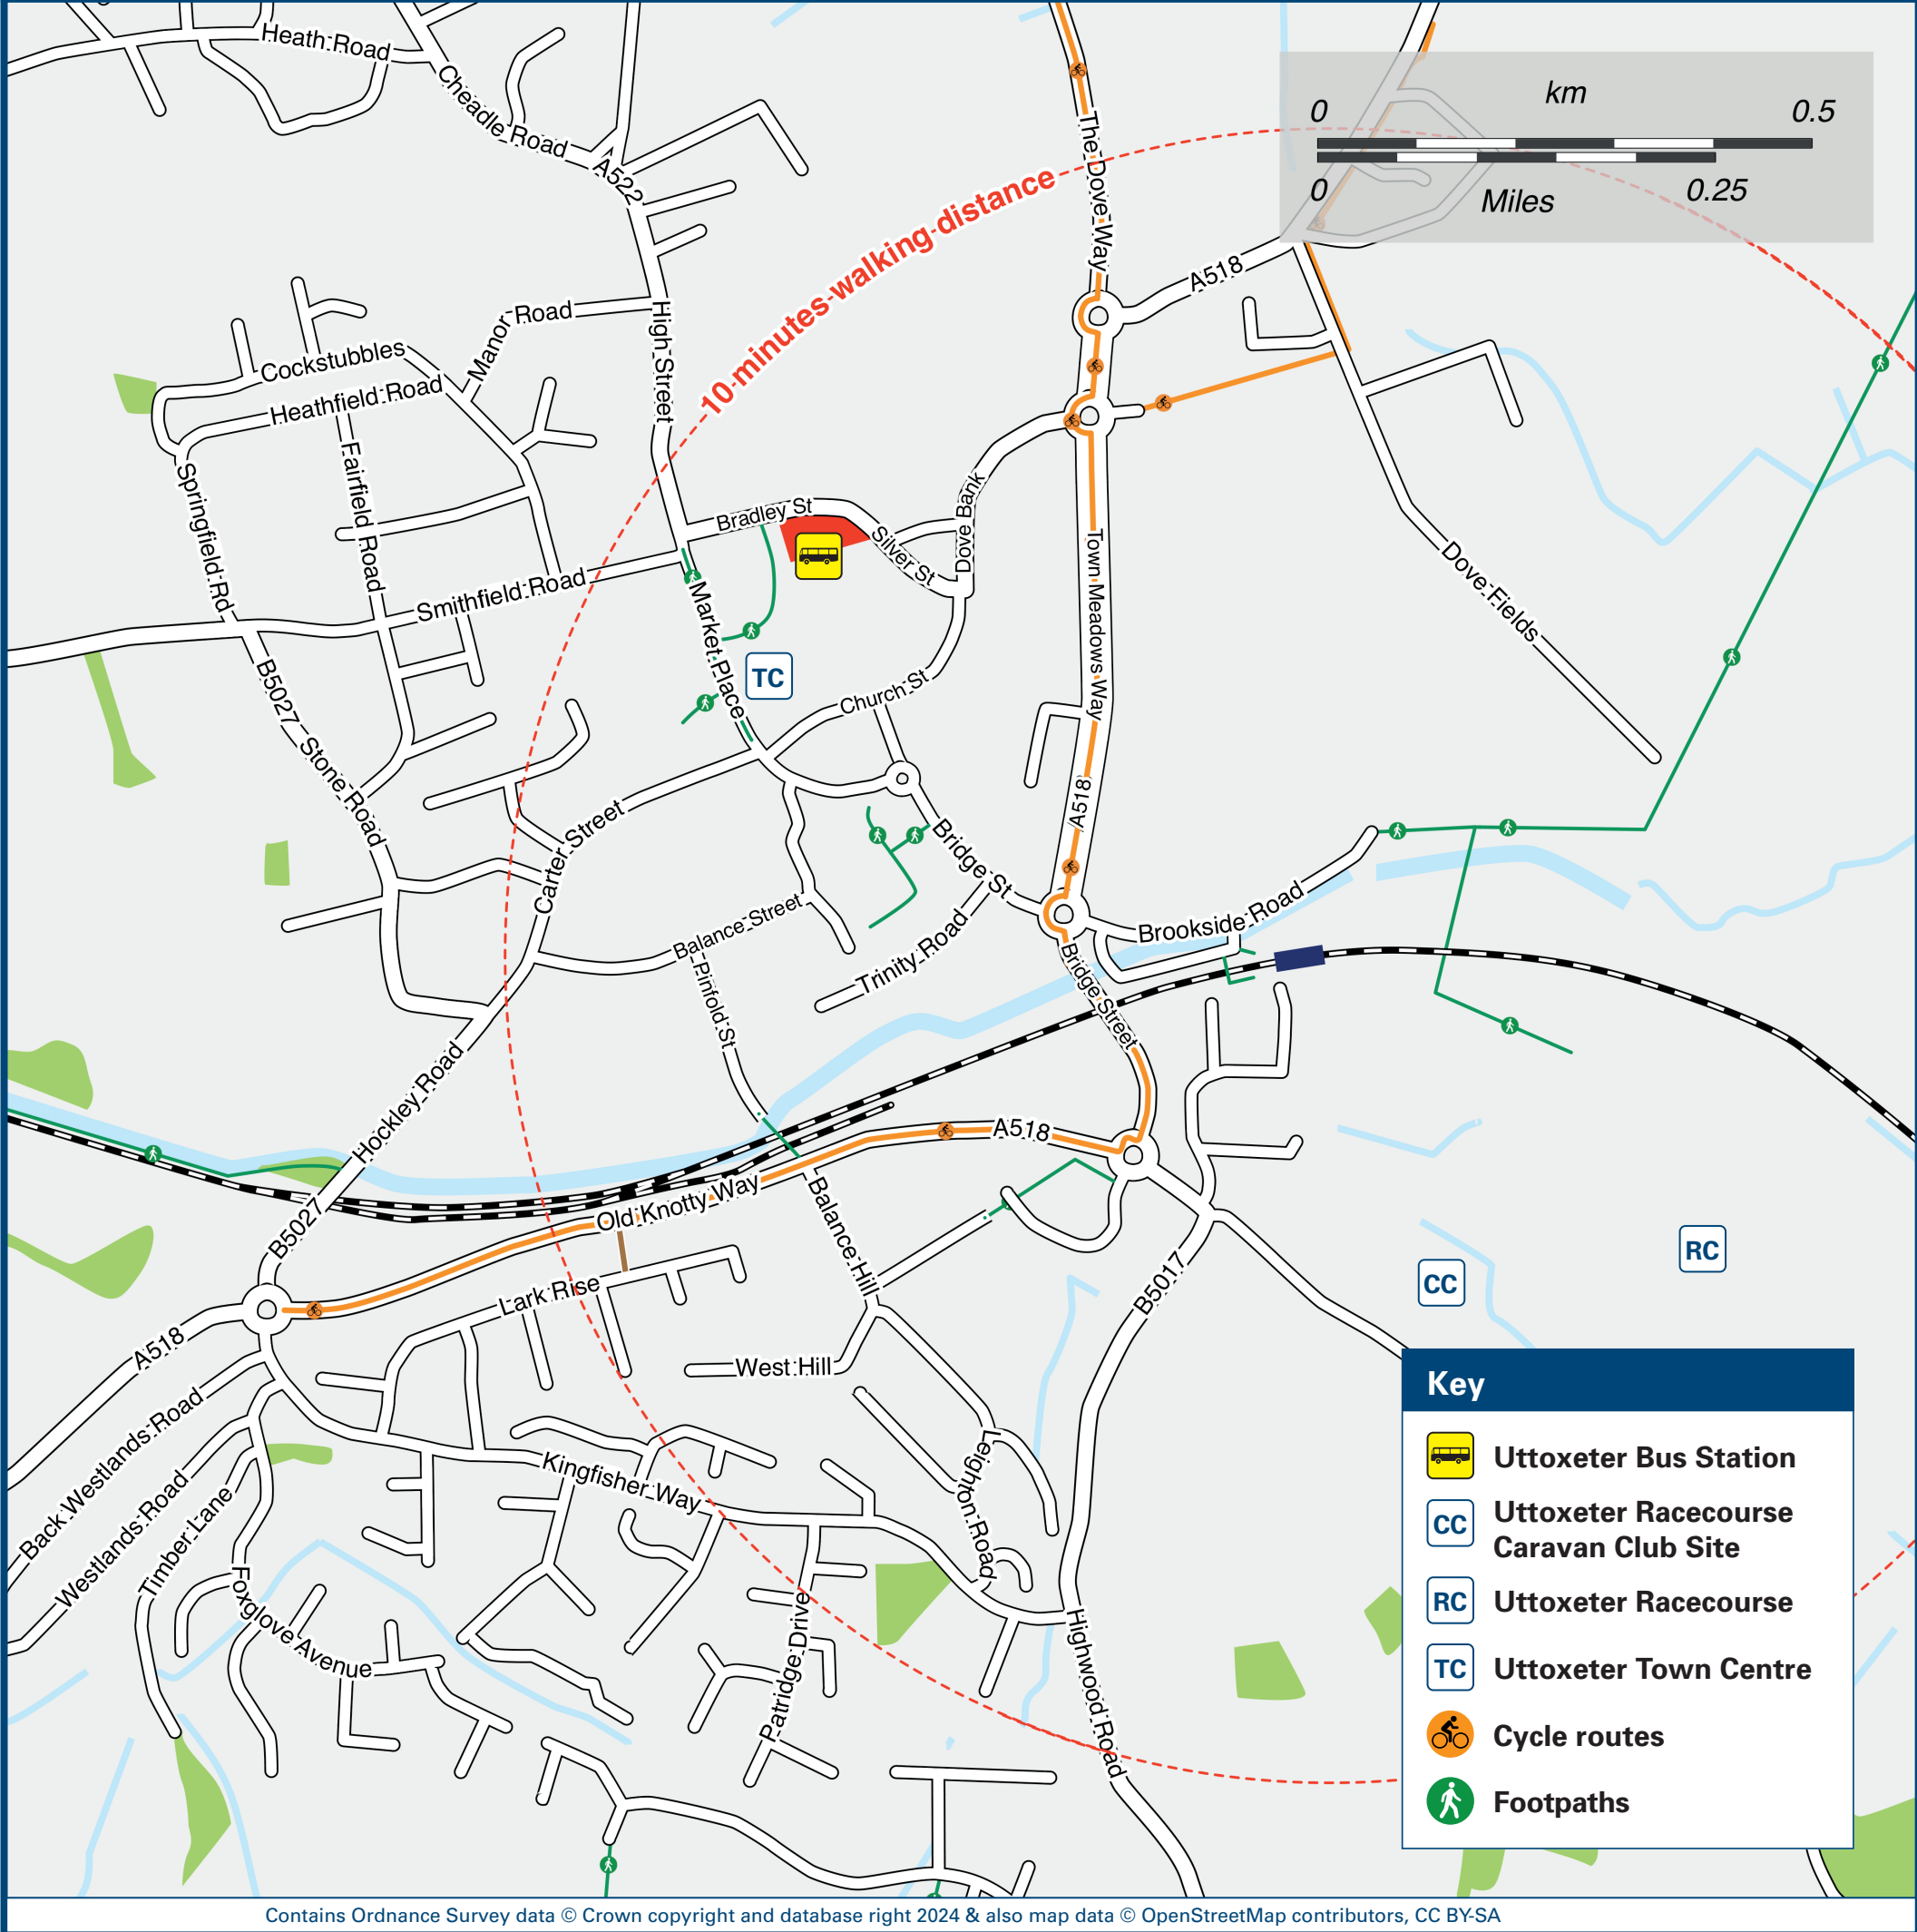 Heath Road
Cheadle Road
A522
The Dove Way
km
0
0.5
0
0.25
Miles
10 minutes walking distance
A518
Manor Road
High Street
Cockstubbles
Heathfield Road
Springfield Rd
Fairfield Road
Bradley St
Silver St
Dove Bank
Town Meadows Way
Dove Fields
Smithfield Road
Market Place
TC
Church St
B5027
Stone Road
A518
Carter Street
Bridge St
Balance Street
Trinity Road
Brookside Road
Pinfold St
Bridge Street
Hockley Road
A518
B5027
Old Knotty Way
Balance Hill
RC
CC
B5017
Lark Rise
A518
West Hill
Back Westlands Road
Westlands Road
Timber Lane
Kingfisher Way
Leighton Road
Foxglove Avenue
Patridge Drive
Highwood Road
Key
Uttoxeter Bus Station
CC
Uttoxeter Racecourse
Caravan Club Site
RC
Uttoxeter Racecourse
TC
Uttoxeter Town Centre
Cycle routes
Footpaths
Contains Ordnance Survey data © Crown copyright and database right 2024 & also map data © OpenStreetMap contributors, CC BY-SA